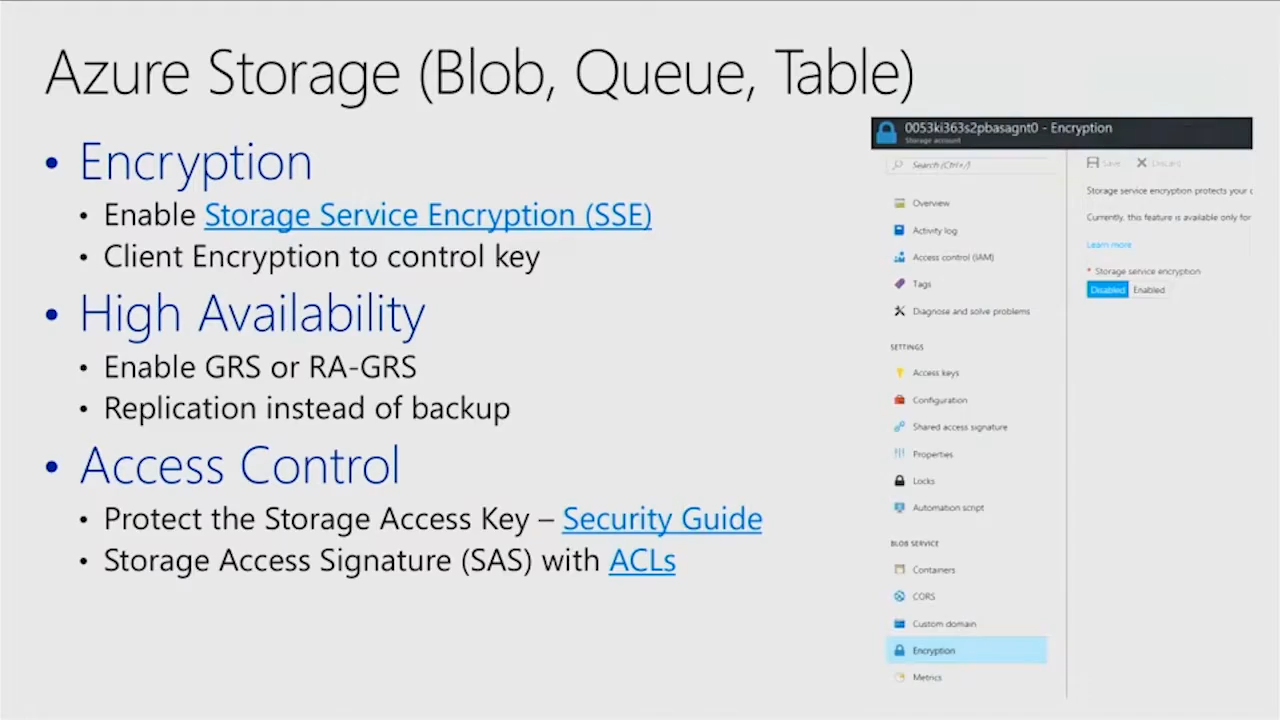 Azure Storage (Blob, Queue, Table)
• Encryption
• Enable Storage Service Encryption (SSE)
• Client Encryption to control key
• High Availability
• Enable GRS or RA-GRS
• Replication instead of backup
• Access Control
• Protect the Storage Access Key – Security Guide
• Storage Access Signature (SAS) with ACLs
0053ki363s2pbasagnt0 - Encryption
Storage account
Search (Ctrl+/)
Overview
Activity log
Access control (IAM)
Tags
Diagnose and solve problems
SETTINGS
Access keys
Configuration
Shared access signature
Properties
Locks
Automation script
BLOB SERVICE
Containers
CORS
Custom domain
Encryption
Metrics
Save Discard
Storage service encryption protects your
Currently, this feature is available only for
Learn more
* Storage service encryption
Disabled Enabled